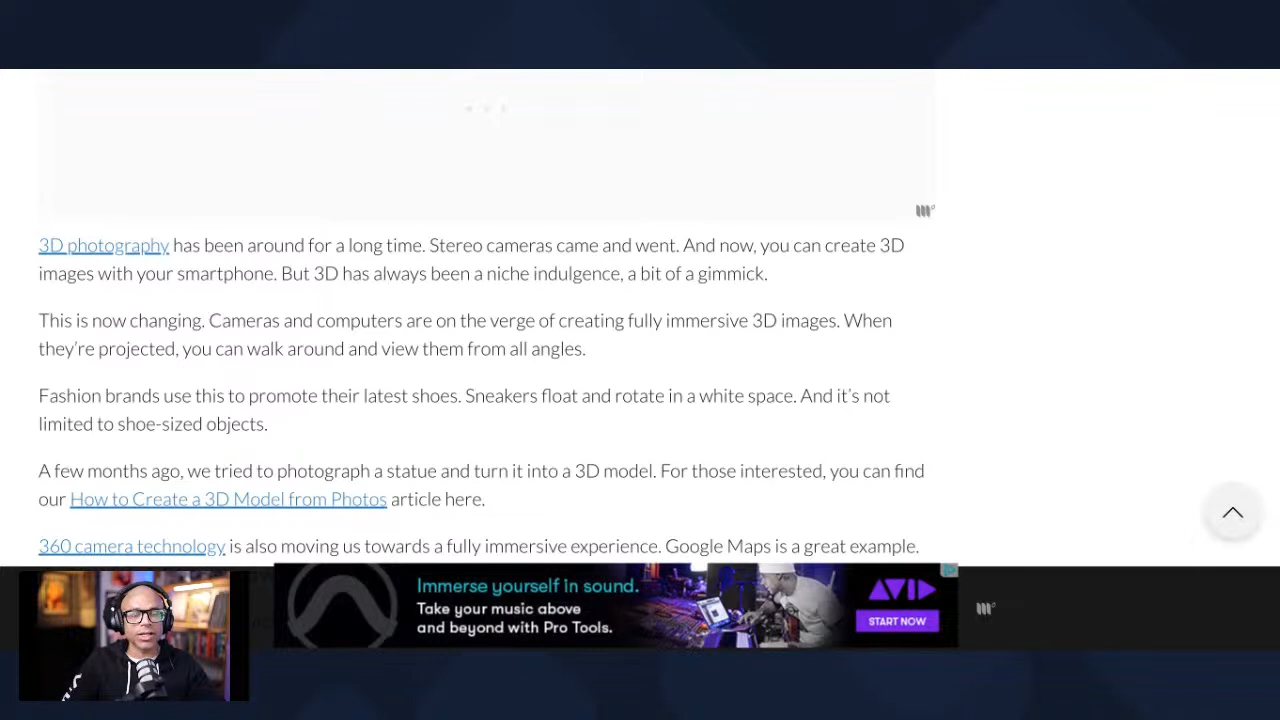 3D photography has been around for a long time. Stereo cameras came and went. And now, you can create 3D
images with your smartphone. But 3D has always been a niche indulgence, a bit of a gimmick.
This is now changing. Cameras and computers are on the verge of creating fully immersive 3D images. When
they’re projected, you can walk around and view them from all angles.
Fashion brands use this to promote their latest shoes. Sneakers float and rotate in a white space. And it’s not
limited to shoe-sized objects.
A few months ago, we tried to photograph a statue and turn it into a 3D model. For those interested, you can find
our How to Create a 3D Model from Photos article here.
360 camera technology is also moving us towards a fully immersive experience. Google Maps is a great example.
Immerse yourself in sound.
Take your music above
and beyond with Pro Tools.
AVID
START NOW